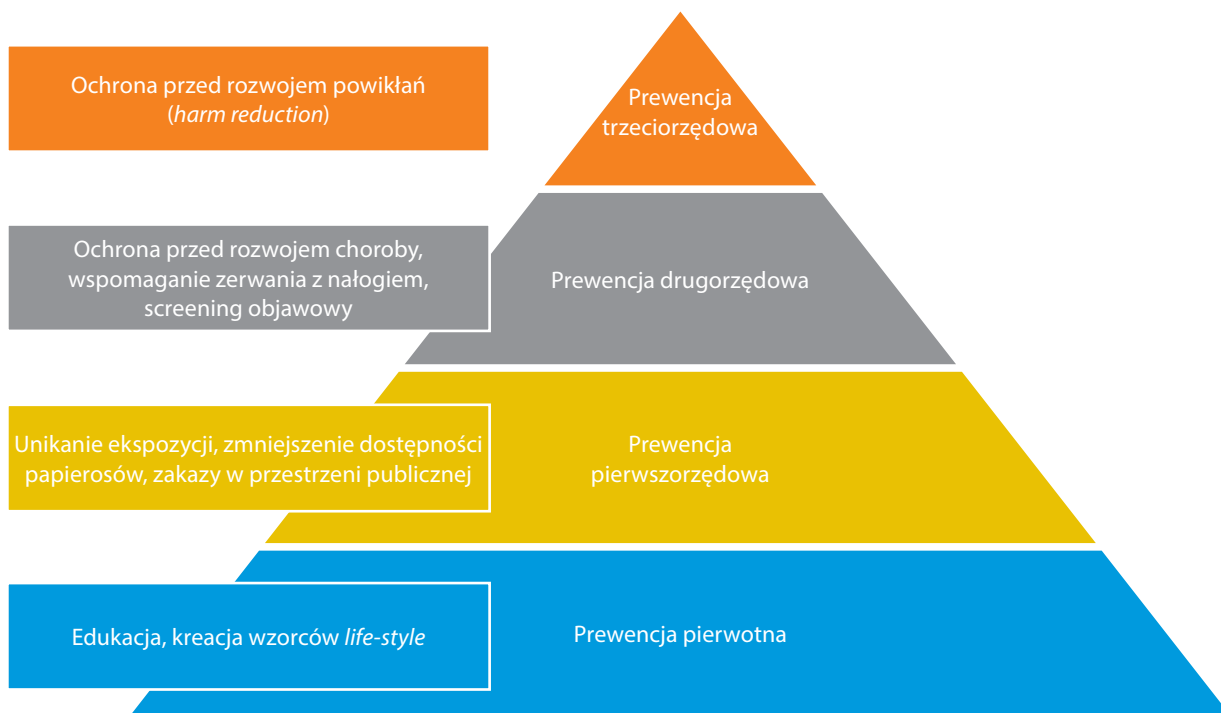 Ochrona przed rozwojem powikłań
(harm reduction)
Prewencja
trzeciorzędowa
Ochrona przed rozwojem choroby,
wspomaganie zerwania z nałogiem,
screening objawowy
Prewencja drugorzędowa
Unikanie ekspozycji, zmniejszenie dostępności
papierosów, zakazy w przestrzeni publicznej
Prewencja
pierwszorzędowa
Edukacja, kreacja wzorców life-style
Prewencja pierwotna